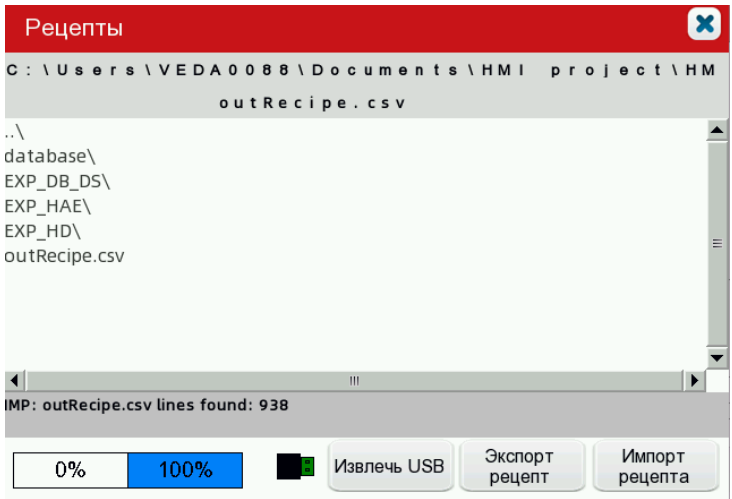 Рецепты
C:\Users\VEDA0088\Documents\HMI project\HM
outRecipe.csv
..\
database\
EXP_DB_DS\
EXP_HAE\
EXP_HD\
outRecipe.csv
IMP: outRecipe.csv lines found: 938
0% 100% Извлечь USB Экспорт рецепт Импорт рецепта